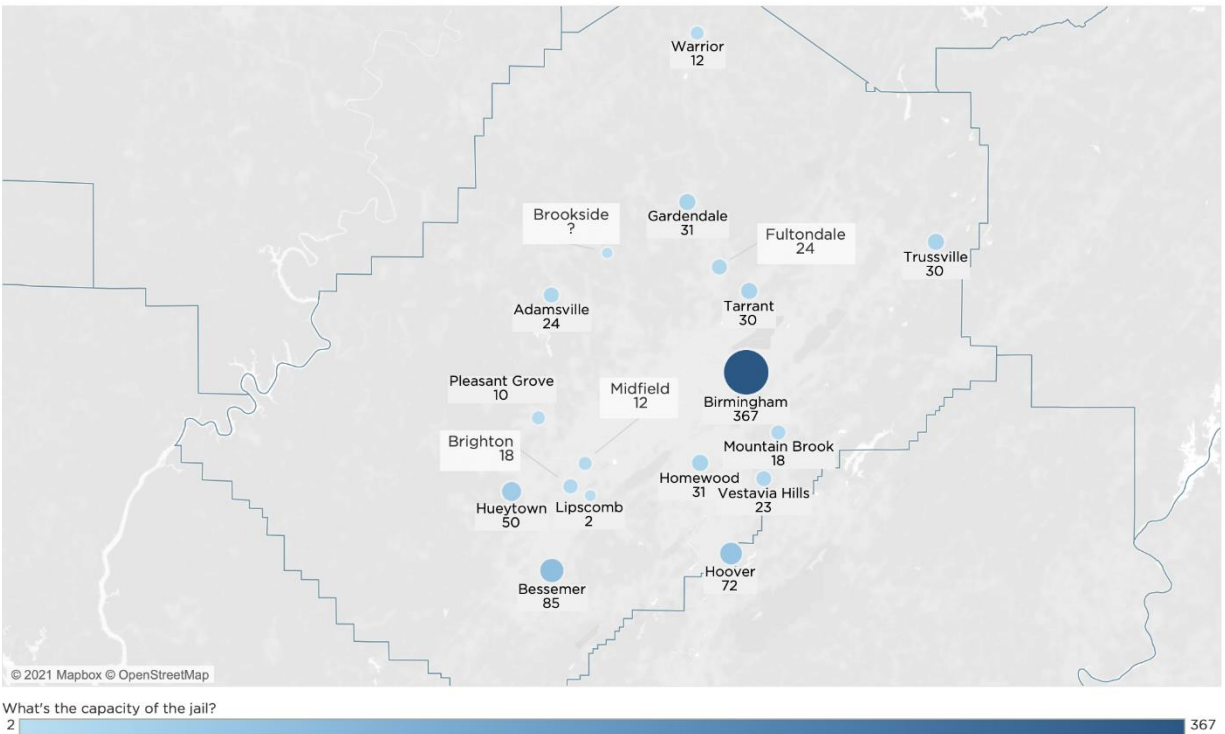 Warrior
12
Gardendale
31
Brookside
?
Fultondale
24
Trussville
30
Adamsville
24
Tarrant
30
Pleasant Grove
10
Midfield
12
Birmingham
367
Brighton
18
Mountain Brook
18
Homewood
31
Vestavia Hills
23
Hueytown
50
Lipscomb
2
Hoover
72
Bessemer
85
© 2021 Mapbox © OpenStreetMap
What's the capacity of the jail?
2 367